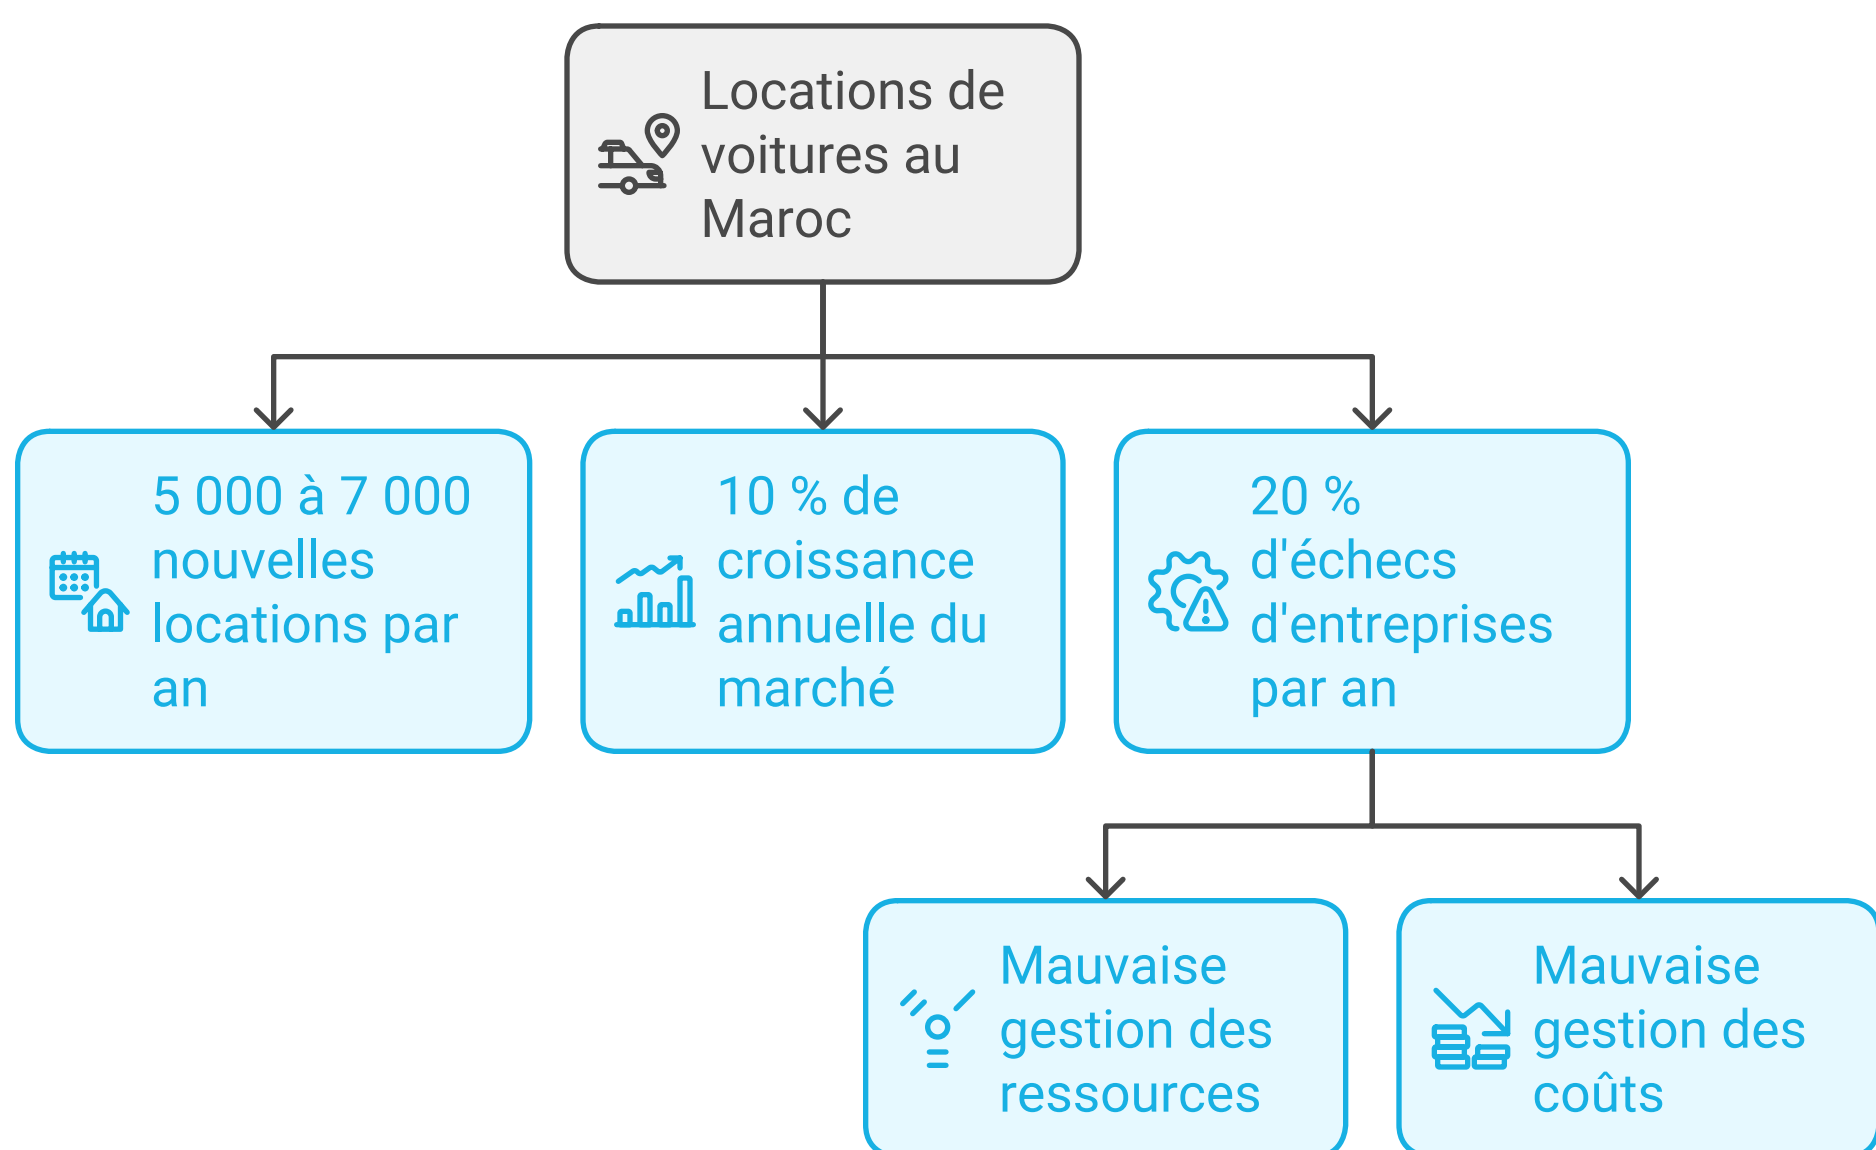 Locations de
voitures au
Maroc
5 000 à 7 000
nouvelles
locations par
an
10 % de
croissance
annuelle du
marché
20 %
d'échecs
d'entreprises
par an
Mauvaise
gestion des
ressources
Mauvaise
gestion des
coûts